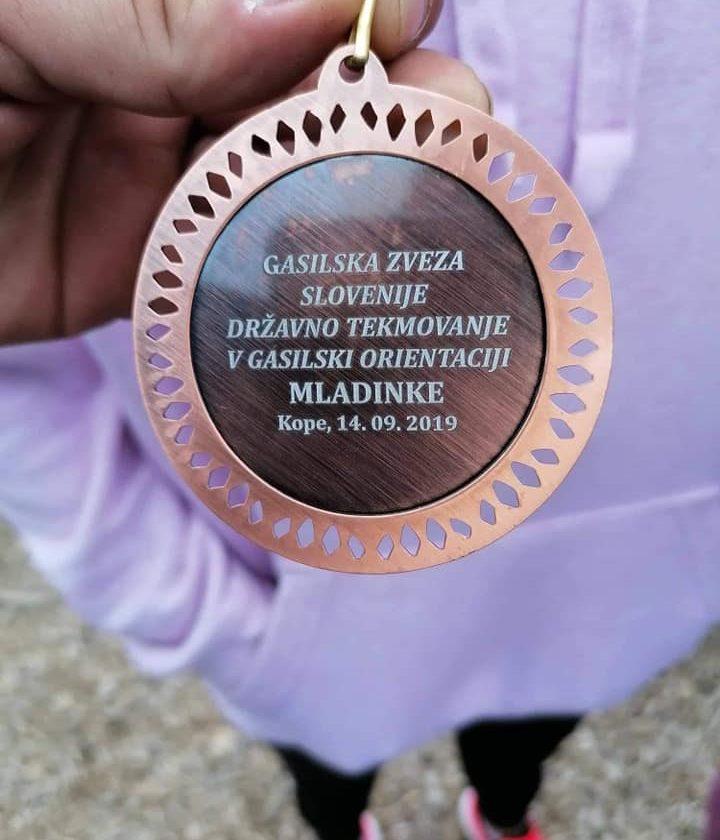 GASILSKA ZVEZA
SLOVENIJE
DRŽAVNO TEKMOVANJE
V GASILSKI ORIENTACIJI
MLADINKE
Kope, 14. 09. 2019